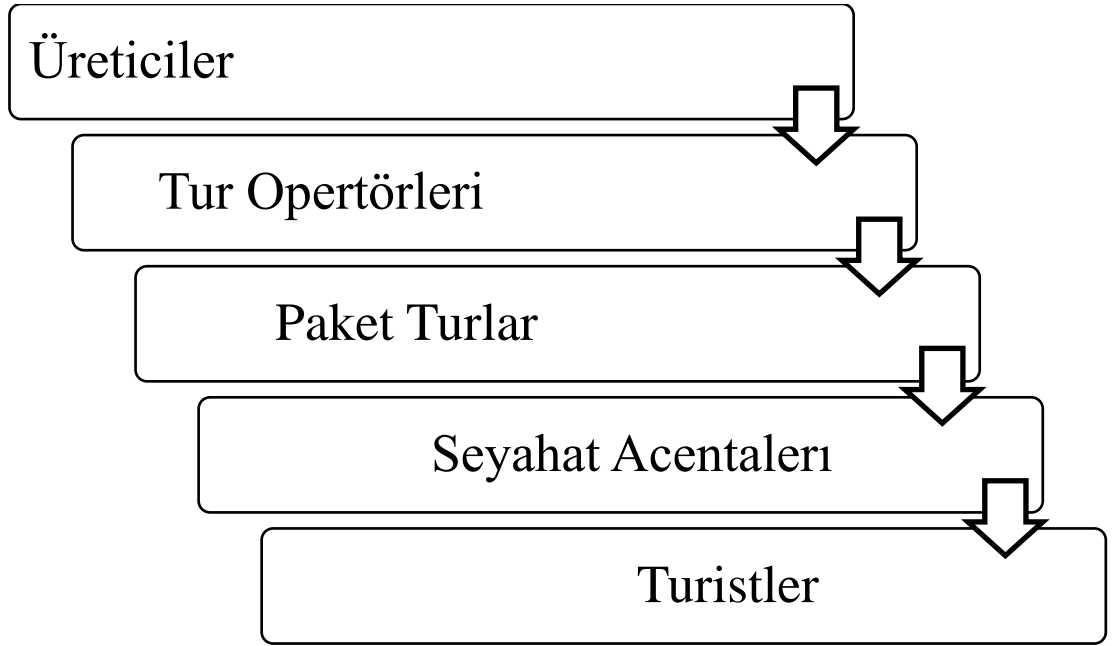 Üreticiler
Tur Opertörleri
Paket Turlar
Seyahat Acentalerı
Turistler